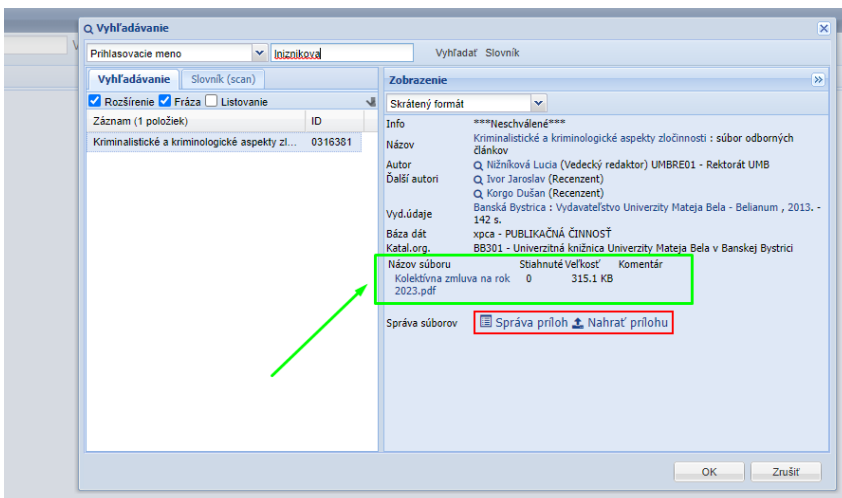 Vyhľadávanie
Prihlasovacie meno lniznikova Vyhľadať Slovník
Vyhľadávanie Slovník (scan)
Rozšírenie Fráza Listovanie
Záznam (1 položiek) ID
Kriminalistické a kriminologické aspekty zl... 0316381
Zobrazenie
Skrátený formát
Info ***Neschválené***
Názov Kriminalistické a kriminologické aspekty zločinnosti : súbor odborných
článkov
Autor Nižníková Lucia (Vedecký redaktor) UMBRE01 - Rektorát UMB
Ďalší autori Ivor Jaroslav (Recenzent)
Korgo Dušan (Recenzent)
Vyd.údaje Banská Bystrica : Vydavateľstvo Univerzity Mateja Bela - Belianum , 2013. -
142 s.
Báza dát xpca - PUBLIKAČNÁ ČINNOSŤ
Katal.org. BB301 - Univerzitná knižnica Univerzity Mateja Bela v Banskej Bystrici
Názov súboru Stiahnuté Veľkosť Komentár
Kolektívna zmluva na rok 0 315.1 KB
2023.pdf
Správa súborov Správa príloh Nahrať prílohu
OK Zrušiť